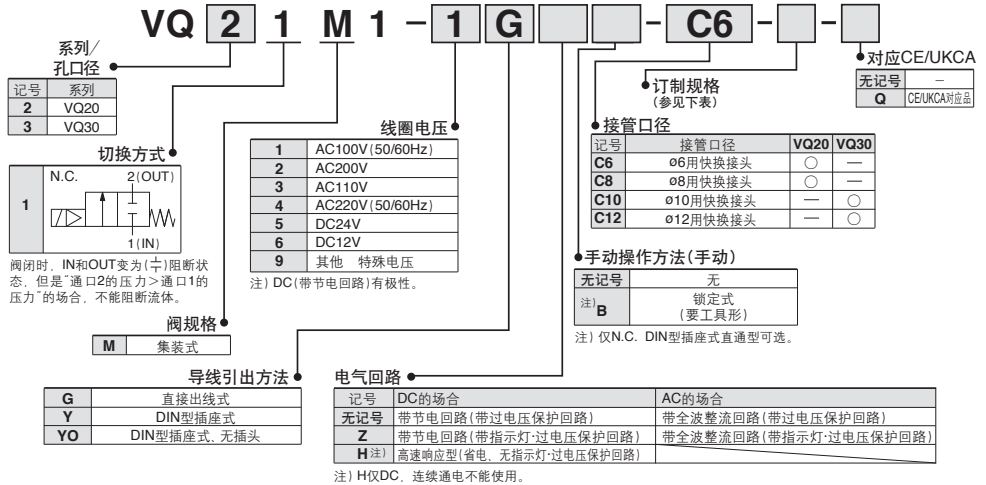 VQ 2 1 M 1 - 1 G - C6 - -
系列/
孔口径
记号 系列
2 VQ20
3 VQ30
切换方式
1
N.C. 2(OUT)
1(IN)
阀闭时，IN和OUT变为( )阻断状
态，但是"通口2的压力＞通口1的
压力"的场合，不能阻断流体。
阀规格
M 集装式
导线引出方法
G 直接出线式
Y DIN型插座式
YO DIN型插座式、无插头
线圈电压
1 AC100V(50/60Hz)
2 AC200V
3 AC110V
4 AC220V(50/60Hz)
5 DC24V
6 DC12V
9 其他 特殊电压
注) DC(带节电回路)有极性。
电气回路
记号 DC的场合 AC的场合
无记号 带节电回路(带过电压保护回路) 带全波整流回路(带过电压保护回路)
Z 带节电回路(带指示灯·过电压保护回路) 带全波整流回路(带指示灯·过电压保护回路)
H注) 高速响应型(省电、无指示灯·过电压保护回路)
注) H仅DC，连续通电不能使用。
手动操作方法(手动)
无记号 无
注)B 锁定式
(要工具形)
注) 仅N.C. DIN型插座式直通型可选。
接管口径
记号 接管口径 VQ20 VQ30
C6 ø6用快换接头 ○ —
C8 ø8用快换接头 ○ —
C10 ø10用快换接头 — ○
C12 ø12用快换接头 — ○
订制规格
(参见下表)
对应CE/UKCA
无记号 —
Q CE/UKCA对应品